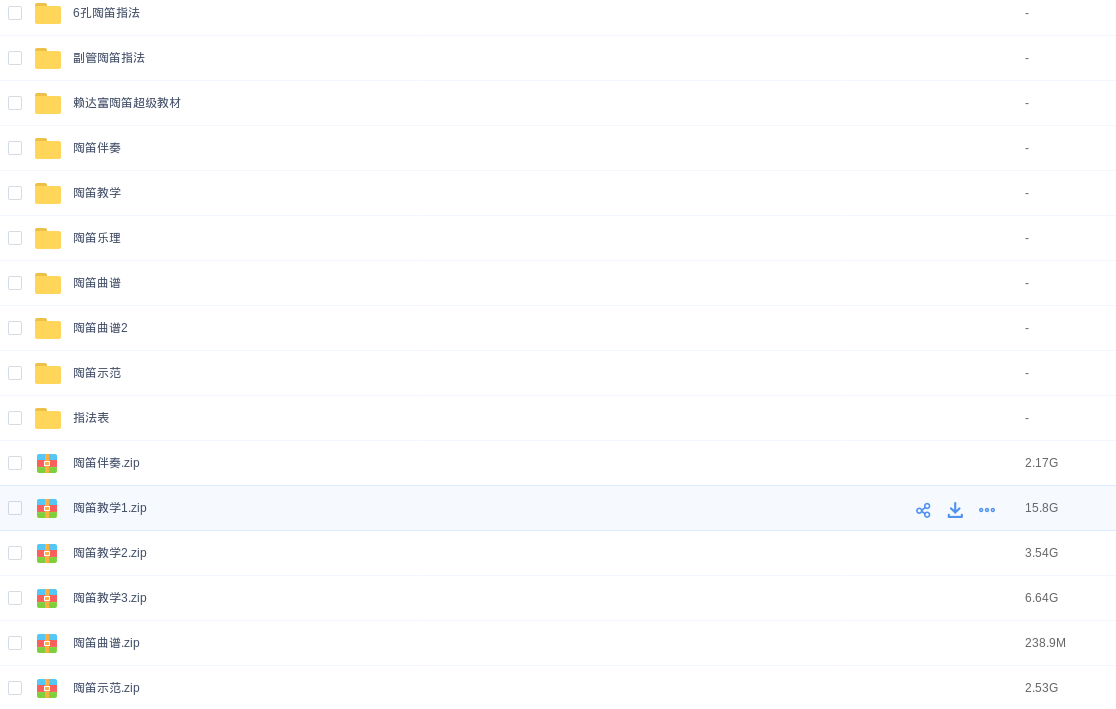 6孔陶笛指法 -
副管陶笛指法 -
赖达富陶笛超级教材 -
陶笛伴奏 -
陶笛教学 -
陶笛乐理 -
陶笛曲谱 -
陶笛曲谱2 -
陶笛示范 -
指法表 -
陶笛伴奏.zip 2.17G
陶笛教学1.zip 15.8G
陶笛教学2.zip 3.54G
陶笛教学3.zip 6.64G
陶笛曲谱.zip 238.9M
陶笛示范.zip 2.53G